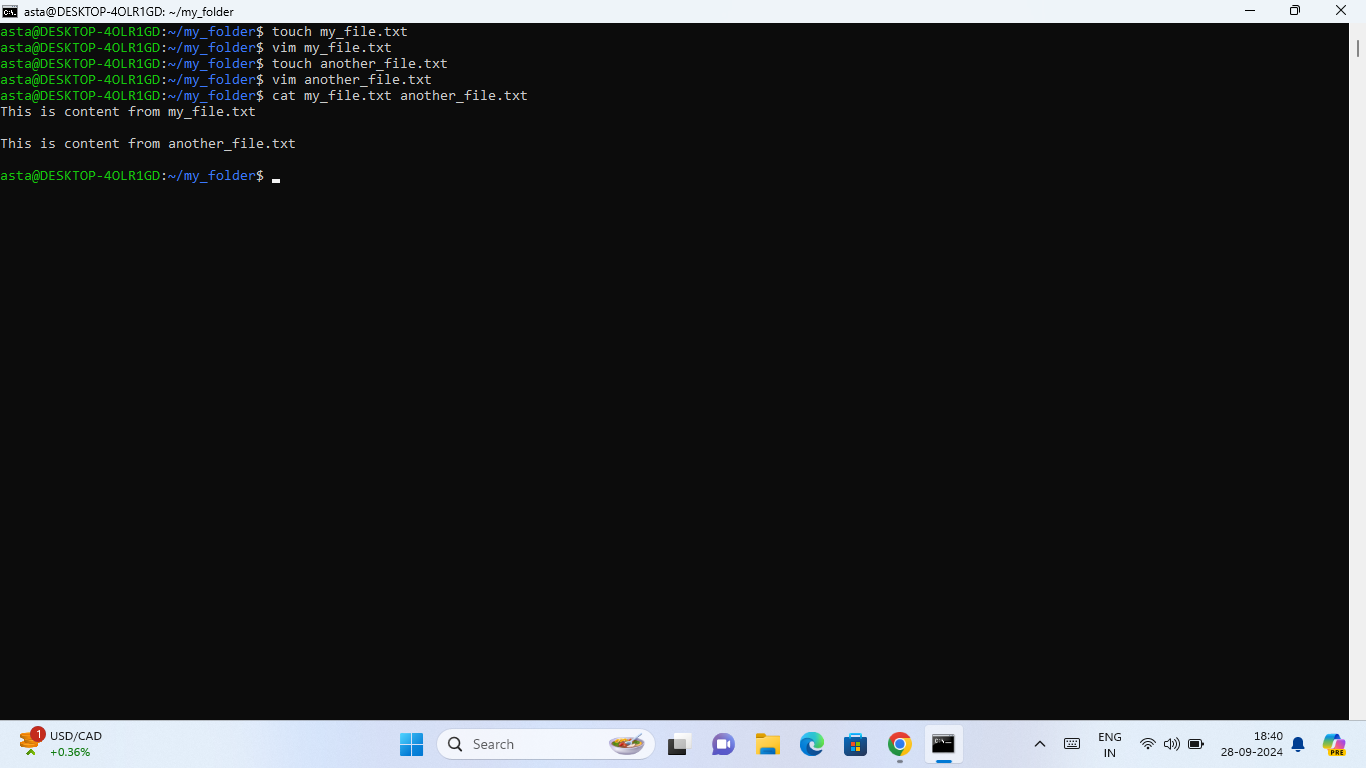 asta@DESKTOP-4OLR1GD: ~/my_folder
asta@DESKTOP-4OLR1GD:~/my_folder$ touch my_file.txt
asta@DESKTOP-4OLR1GD:~/my_folder$ vim my_file.txt
asta@DESKTOP-4OLR1GD:~/my_folder$ touch another_file.txt
asta@DESKTOP-4OLR1GD:~/my_folder$ vim another_file.txt
asta@DESKTOP-4OLR1GD:~/my_folder$ cat my_file.txt another_file.txt
This is content from my_file.txt
This is content from another_file.txt
asta@DESKTOP-4OLR1GD:~/my_folder$
1
USD/CAD
+0.36%
Search
ENG
IN
18:40
28-09-2024
PRE